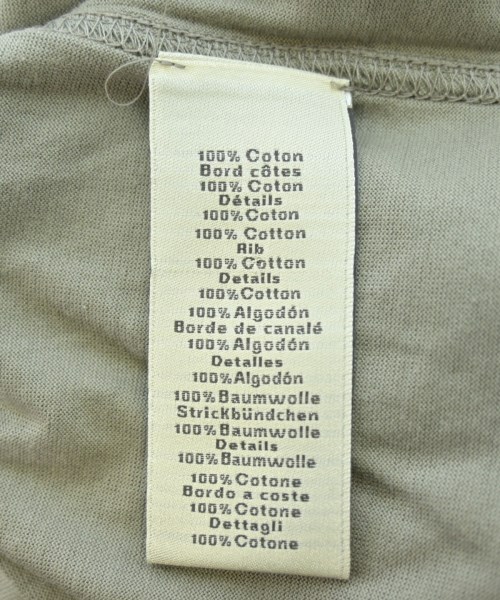 100% Coton
Bord côtes
100% Coton
Détails
100% Coton
100% Cotton
Rib
100% Cotton
Details
100% Cotton
100% Algodón
Borde de canalé
100% Algodón
Detalles
100% Algodón
100% Baumwolle
Strickbündchen
100% Baumwolle
Details
100% Baumwolle
100% Cotone
Bordo a coste
100% Cotone
Dettagli
100% Cotone